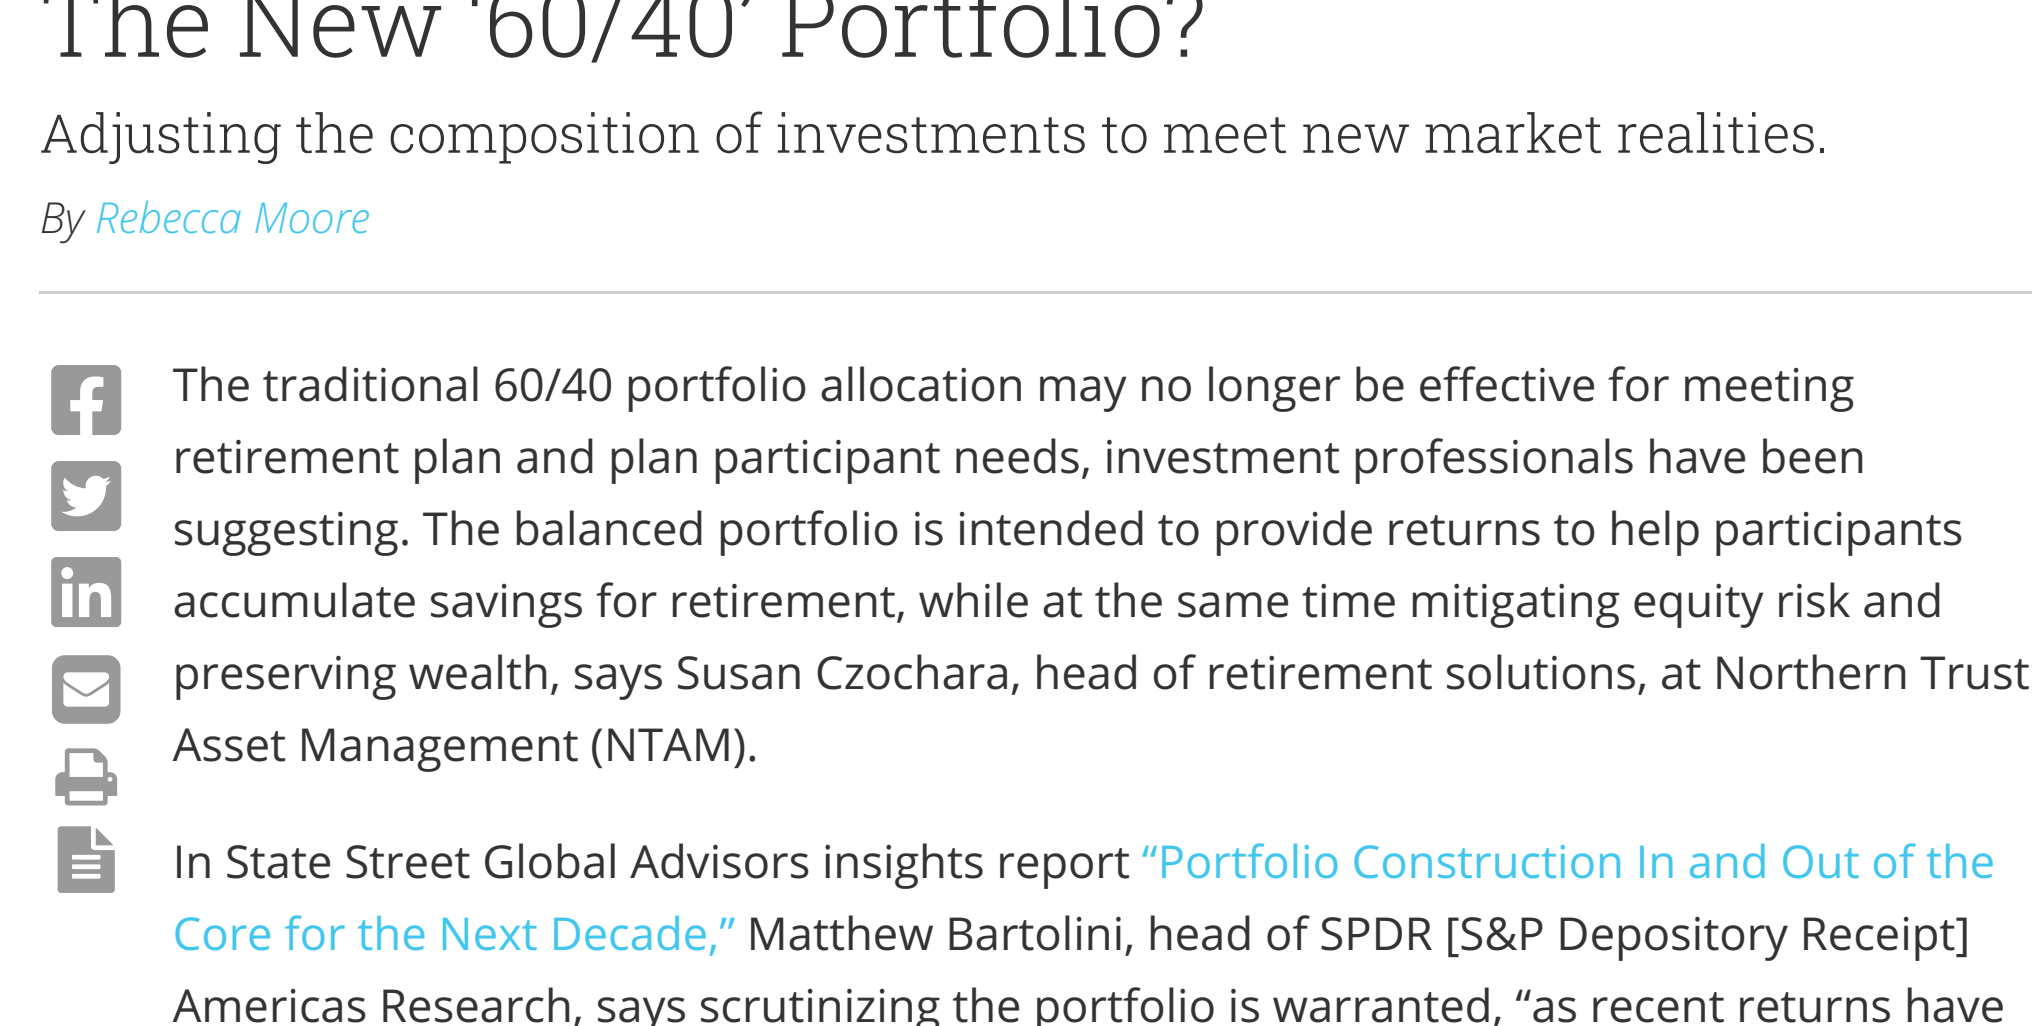 The New ‘60/40’ Portfolio?
Adjusting the composition of investments to meet new market realities.
By Rebecca Moore
The traditional 60/40 portfolio allocation may no longer be effective for meeting
retirement plan and plan participant needs, investment professionals have been
suggesting. The balanced portfolio is intended to provide returns to help participants
accumulate savings for retirement, while at the same time mitigating equity risk and
preserving wealth, says Susan Czochara, head of retirement solutions, at Northern Trust
Asset Management (NTAM).
In State Street Global Advisors insights report “Portfolio Construction In and Out of the
Core for the Next Decade,” Matthew Bartolini, head of SPDR [S&P Depository Receipt]
Americas Research, says scrutinizing the portfolio is warranted, “as recent returns have